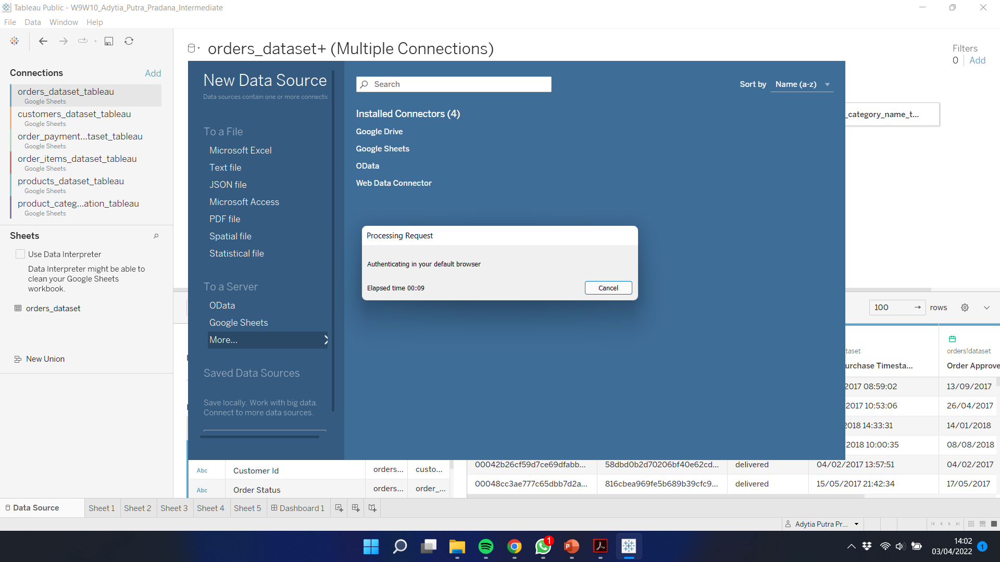 Tableau Public - W9W10_Adytia_Putra_Pradana_Intermediate
File Data Window Help
orders_dataset+ (Multiple Connections)
Filters
0 Add
Connections Add
orders_dataset_tableau
Google Sheets
customers_dataset_tableau
Google Sheets
order_payment...taset_tableau
Google Sheets
order_items_dataset_tableau
Google Sheets
products_dataset_tableau
Google Sheets
product_categ...ation_tableau
Google Sheets
Sheets
Use Data Interpreter
Data Interpreter might be able to
clean your Google Sheets
workbook.
orders_dataset
New Union
New Data Source
Data sources contain one or more connectio
To a File
Microsoft Excel
Text file
JSON file
Microsoft Access
PDF file
Spatial file
Statistical file
To a Server
OData
Google Sheets
More...
Saved Data Sources
Save locally. Work with big data.
Connect to more data sources.
Search
Sort by Name (a-z)
Installed Connectors (4)
Google Drive
Google Sheets
OData
Web Data Connector
Processing Request
Authenticating in your default browser
Elapsed time 00:09
Cancel
_category_name_t...
100 rows
taset
orders!dataset
urchase Timesta...
Order Approve
2017 08:59:02 13/09/2017
2017 10:53:06 26/04/2017
2018 14:33:31 14/01/2018
/2018 10:00:35 08/08/2018
Abc Customer Id orders... custo...
00042b26cf59d7ce69dfabb... 58dbd0b2d70206bf40e62cd... delivered 04/02/2017 13:57:51 04/02/2017
Abc Order Status orders... order_...
00048cc3ae777c65dbb7d2a... 816cbea969fe5b689b39cfc9... delivered 15/05/2017 21:42:34 17/05/2017
Data Source Sheet 1 Sheet 2 Sheet 3 Sheet 4 Sheet 5 Dashboard 1
Adytia Putra Pr...
1
14:02
03/04/2022
1